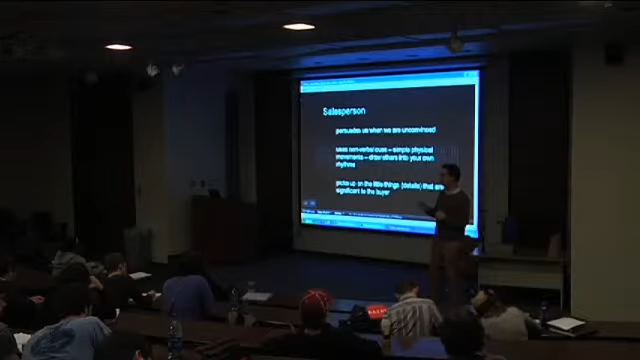 Salesperson
persuades us when we are unconvinced
uses non-verbal cues – simple physical
movements – draw others into your own
rhythms
picks up on the little things (details) that are
significant to the buyer